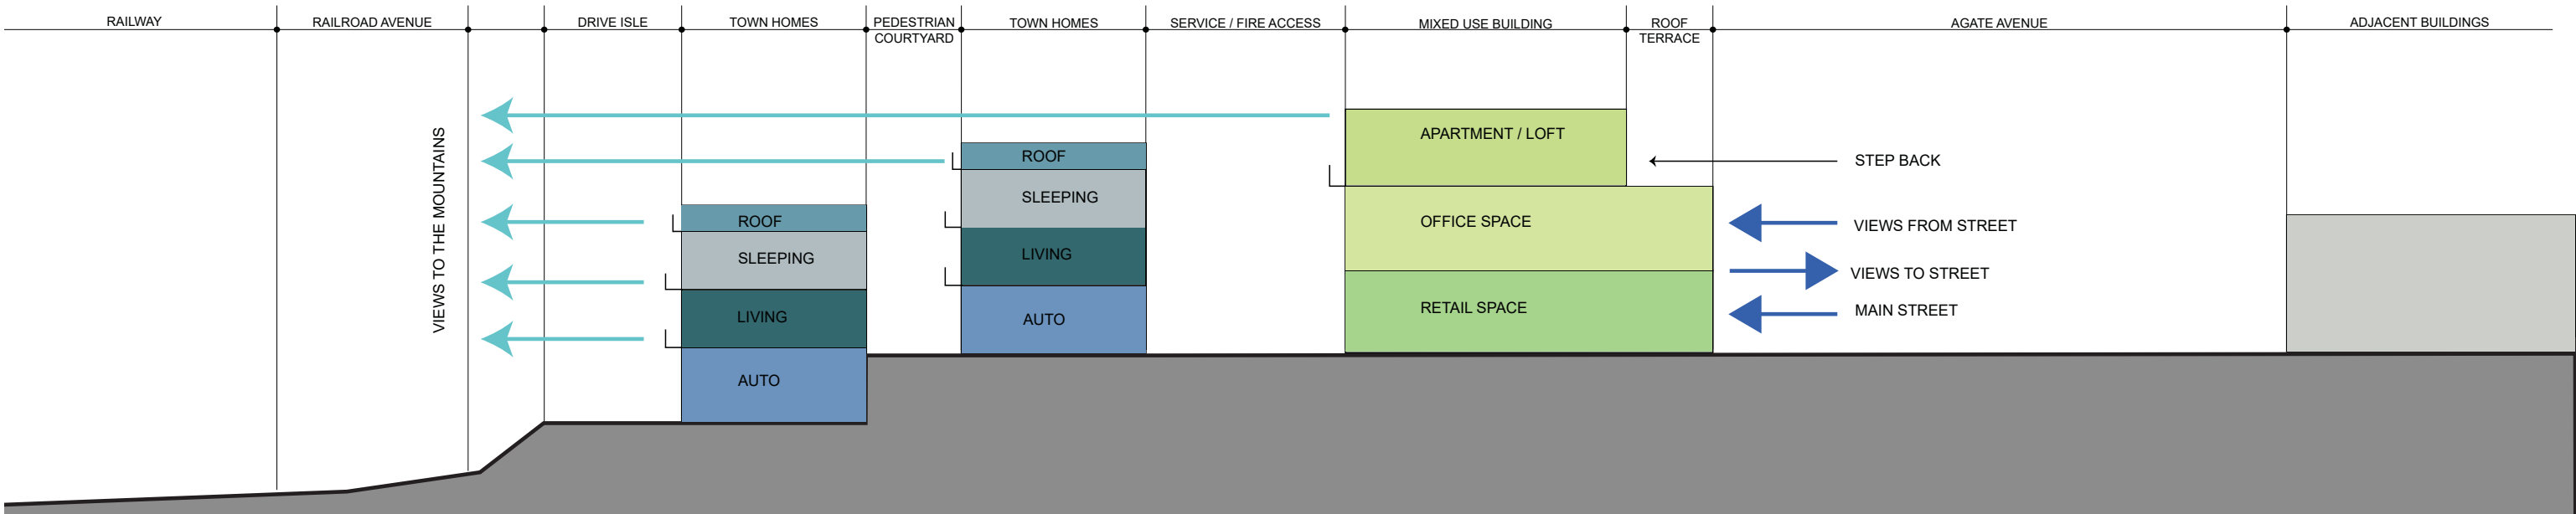 RAILWAY
RAILROAD AVENUE
DRIVE ISLE
TOWN HOMES
PEDESTRIAN
COURTYARD
TOWN HOMES
SERVICE / FIRE ACCESS
MIXED USE BUILDING
ROOF
TERRACE
AGATE AVENUE
ADJACENT BUILDINGS
VIEWS TO THE MOUNTAINS
ROOF
SLEEPING
LIVING
AUTO
ROOF
SLEEPING
LIVING
AUTO
APARTMENT / LOFT
OFFICE SPACE
RETAIL SPACE
STEP BACK
VIEWS FROM STREET
VIEWS TO STREET
MAIN STREET